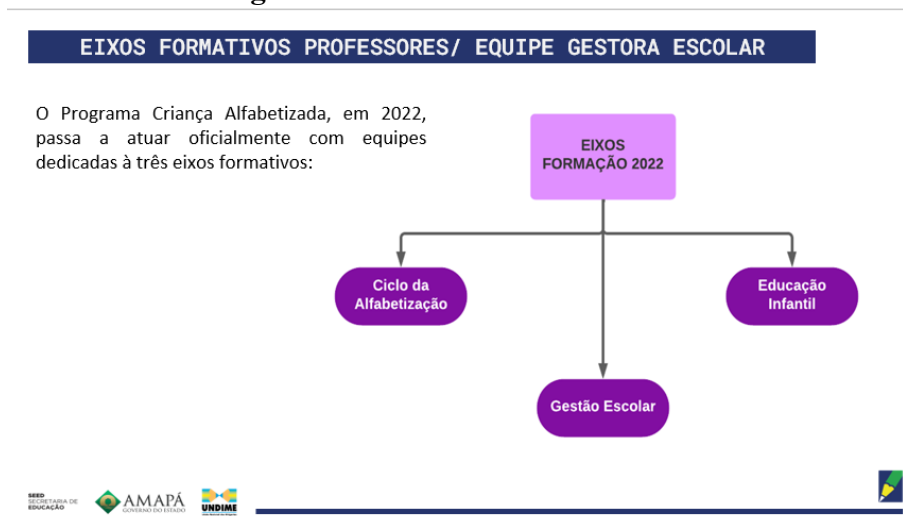 EIXOS FORMATIVOS PROFESSORES/ EQUIPE GESTORA ESCOLAR
O Programa Criança Alfabetizada, em 2022,
passa a atuar oficialmente com equipes
dedicadas à três eixos formativos:
EIXOS
FORMAÇÃO 2022
Ciclo da
Alfabetização
Educação
Infantil
Gestão Escolar
SEED
SECRETARIA DE
EDUCAÇÃO
AMAPÁ
GOVERNO DO ESTADO
UNDIME